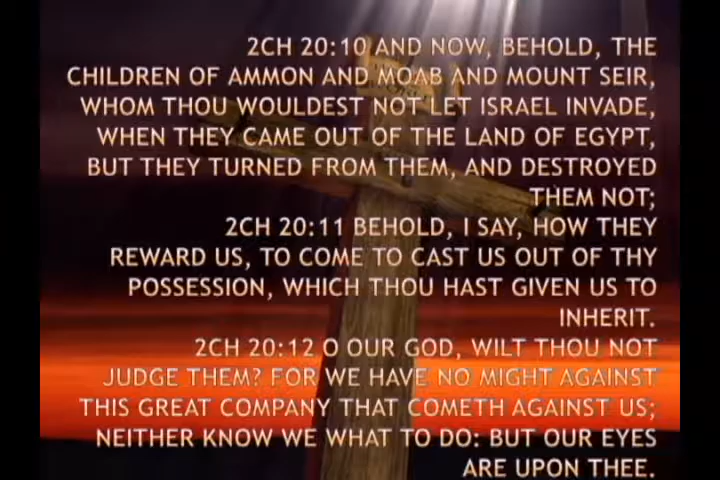 2CH 20:10 AND NOW, BEHOLD, THE
CHILDREN OF AMMON AND MOAB AND MOUNT SEIR,
WHOM THOU WOULDEST NOT LET ISRAEL INVADE,
WHEN THEY CAME OUT OF THE LAND OF EGYPT,
BUT THEY TURNED FROM THEM, AND DESTROYED
THEM NOT;
2CH 20:11 BEHOLD, I SAY, HOW THEY
REWARD US, TO COME TO CAST US OUT OF THY
POSSESSION, WHICH THOU HAST GIVEN US TO
INHERIT.
2CH 20:12 O OUR GOD, WILT THOU NOT
JUDGE THEM? FOR WE HAVE NO MIGHT AGAINST
THIS GREAT COMPANY THAT COMETH AGAINST US;
NEITHER KNOW WE WHAT TO DO: BUT OUR EYES
ARE UPON THEE.